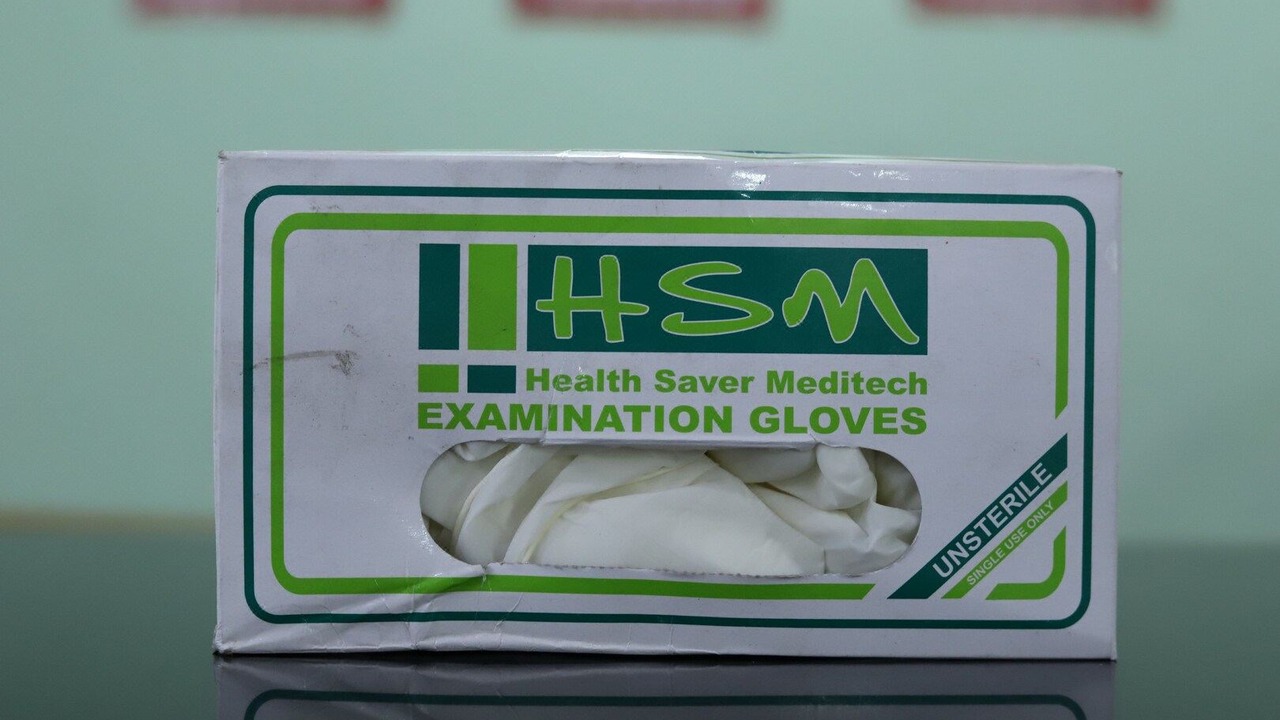 HSM
Health Saver Meditech
EXAMINATION GLOVES
UNSTERILE
SINGLE USE ONLY